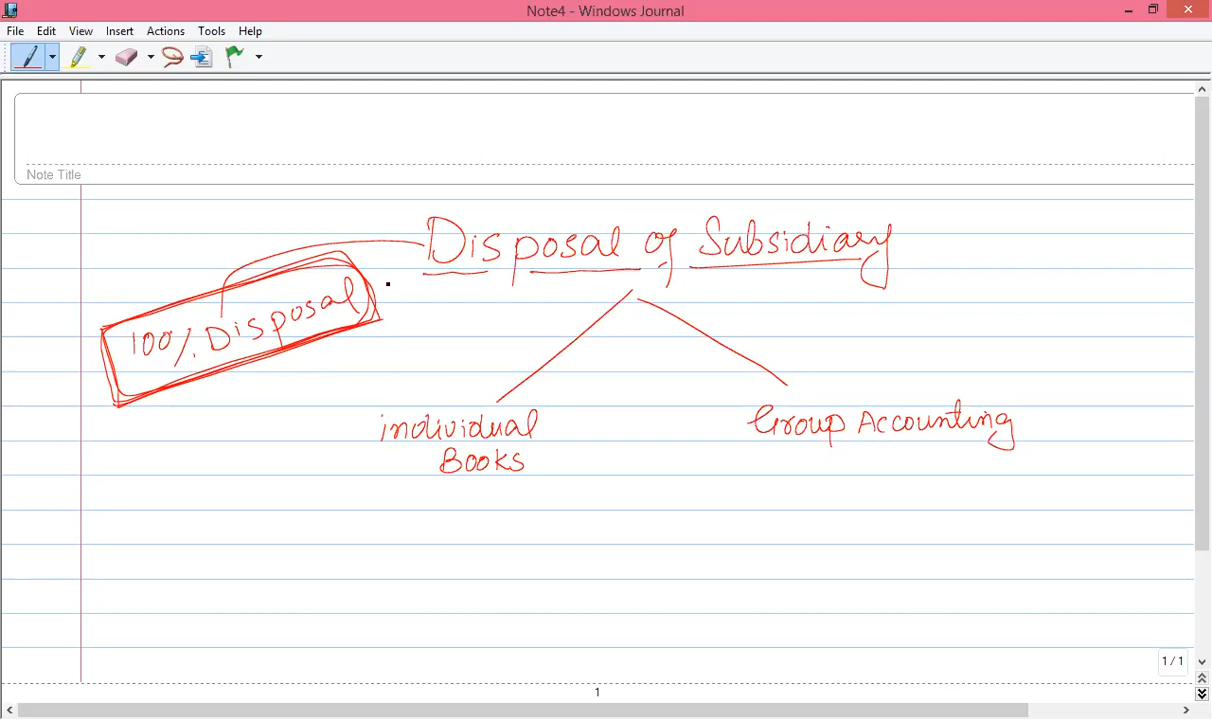 Note4 - Windows Journal
File Edit View Insert Actions Tools Help
Note Title
Disposal of Subsidiary
100% Disposal
individual
Books
Group Accounting
1 / 1
1